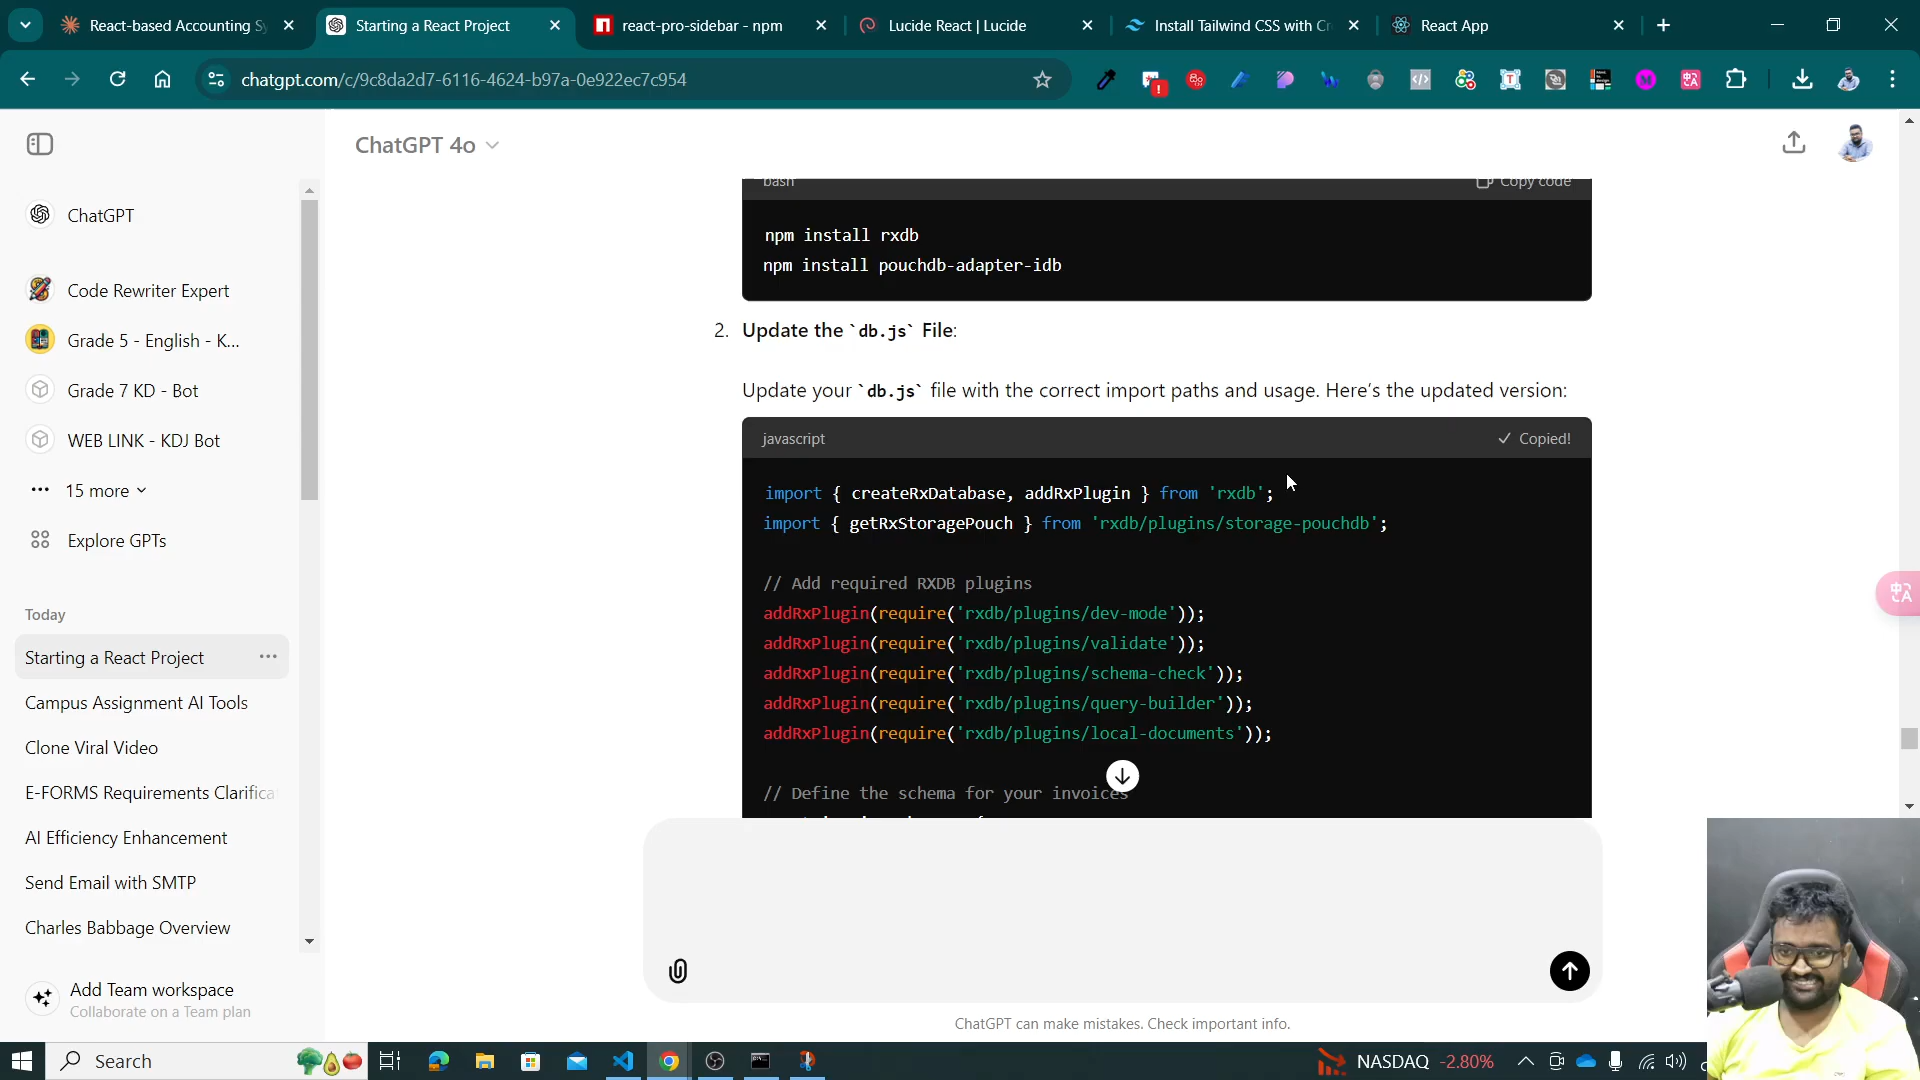 React-based Accounting Sy
Starting a React Project
react-pro-sidebar - npm
Lucide React | Lucide
Install Tailwind CSS with Cr
React App
chatgpt.com/c/9c8da2d7-6116-4624-b97a-0e922ec7c954
ChatGPT 4o
ChatGPT
Code Rewriter Expert
Grade 5 - English - K...
Grade 7 KD - Bot
WEB LINK - KDJ Bot
15 more
Explore GPTs
Today
Starting a React Project
Campus Assignment AI Tools
Clone Viral Video
E-FORMS Requirements Clarifica
AI Efficiency Enhancement
Send Email with SMTP
Charles Babbage Overview
Add Team workspace
Collaborate on a Team plan
bash
Copy code
npm install rxdb
npm install pouchdb-adapter-idb
2. Update the `db.js` File:
Update your `db.js` file with the correct import paths and usage. Here's the updated version:
javascript
Copied!
import { createRxDatabase, addRxPlugin } from 'rxdb';
import { getRxStoragePouch } from 'rxdb/plugins/storage-pouchdb';
// Add required RXDB plugins
addRxPlugin(require('rxdb/plugins/dev-mode'));
addRxPlugin(require('rxdb/plugins/validate'));
addRxPlugin(require('rxdb/plugins/schema-check'));
addRxPlugin(require('rxdb/plugins/query-builder'));
addRxPlugin(require('rxdb/plugins/local-documents'));
// Define the schema for your invoices
ChatGPT can make mistakes. Check important info.
Search
NASDAQ -2.80%